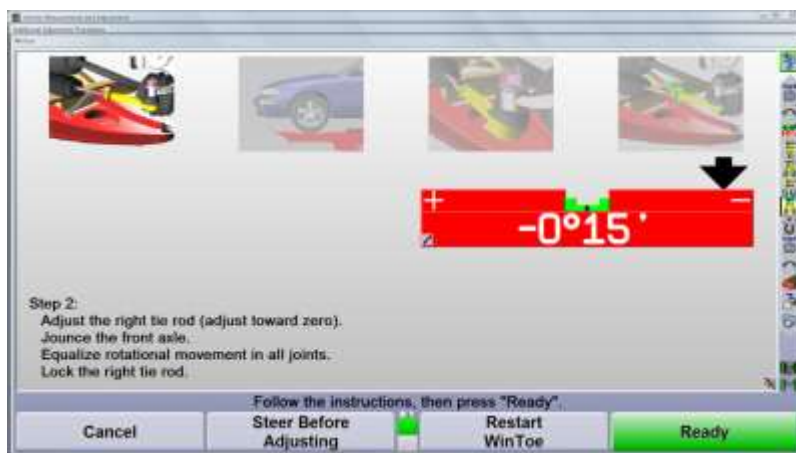 + −
-0°15'
Step 2:
Adjust the right tie rod (adjust toward zero).
Jounce the front axle.
Equalize rotational movement in all joints.
Lock the right tie rod.
Follow the instructions, then press "Ready".
Cancel
Steer Before
Adjusting
Restart
WinToe
Ready